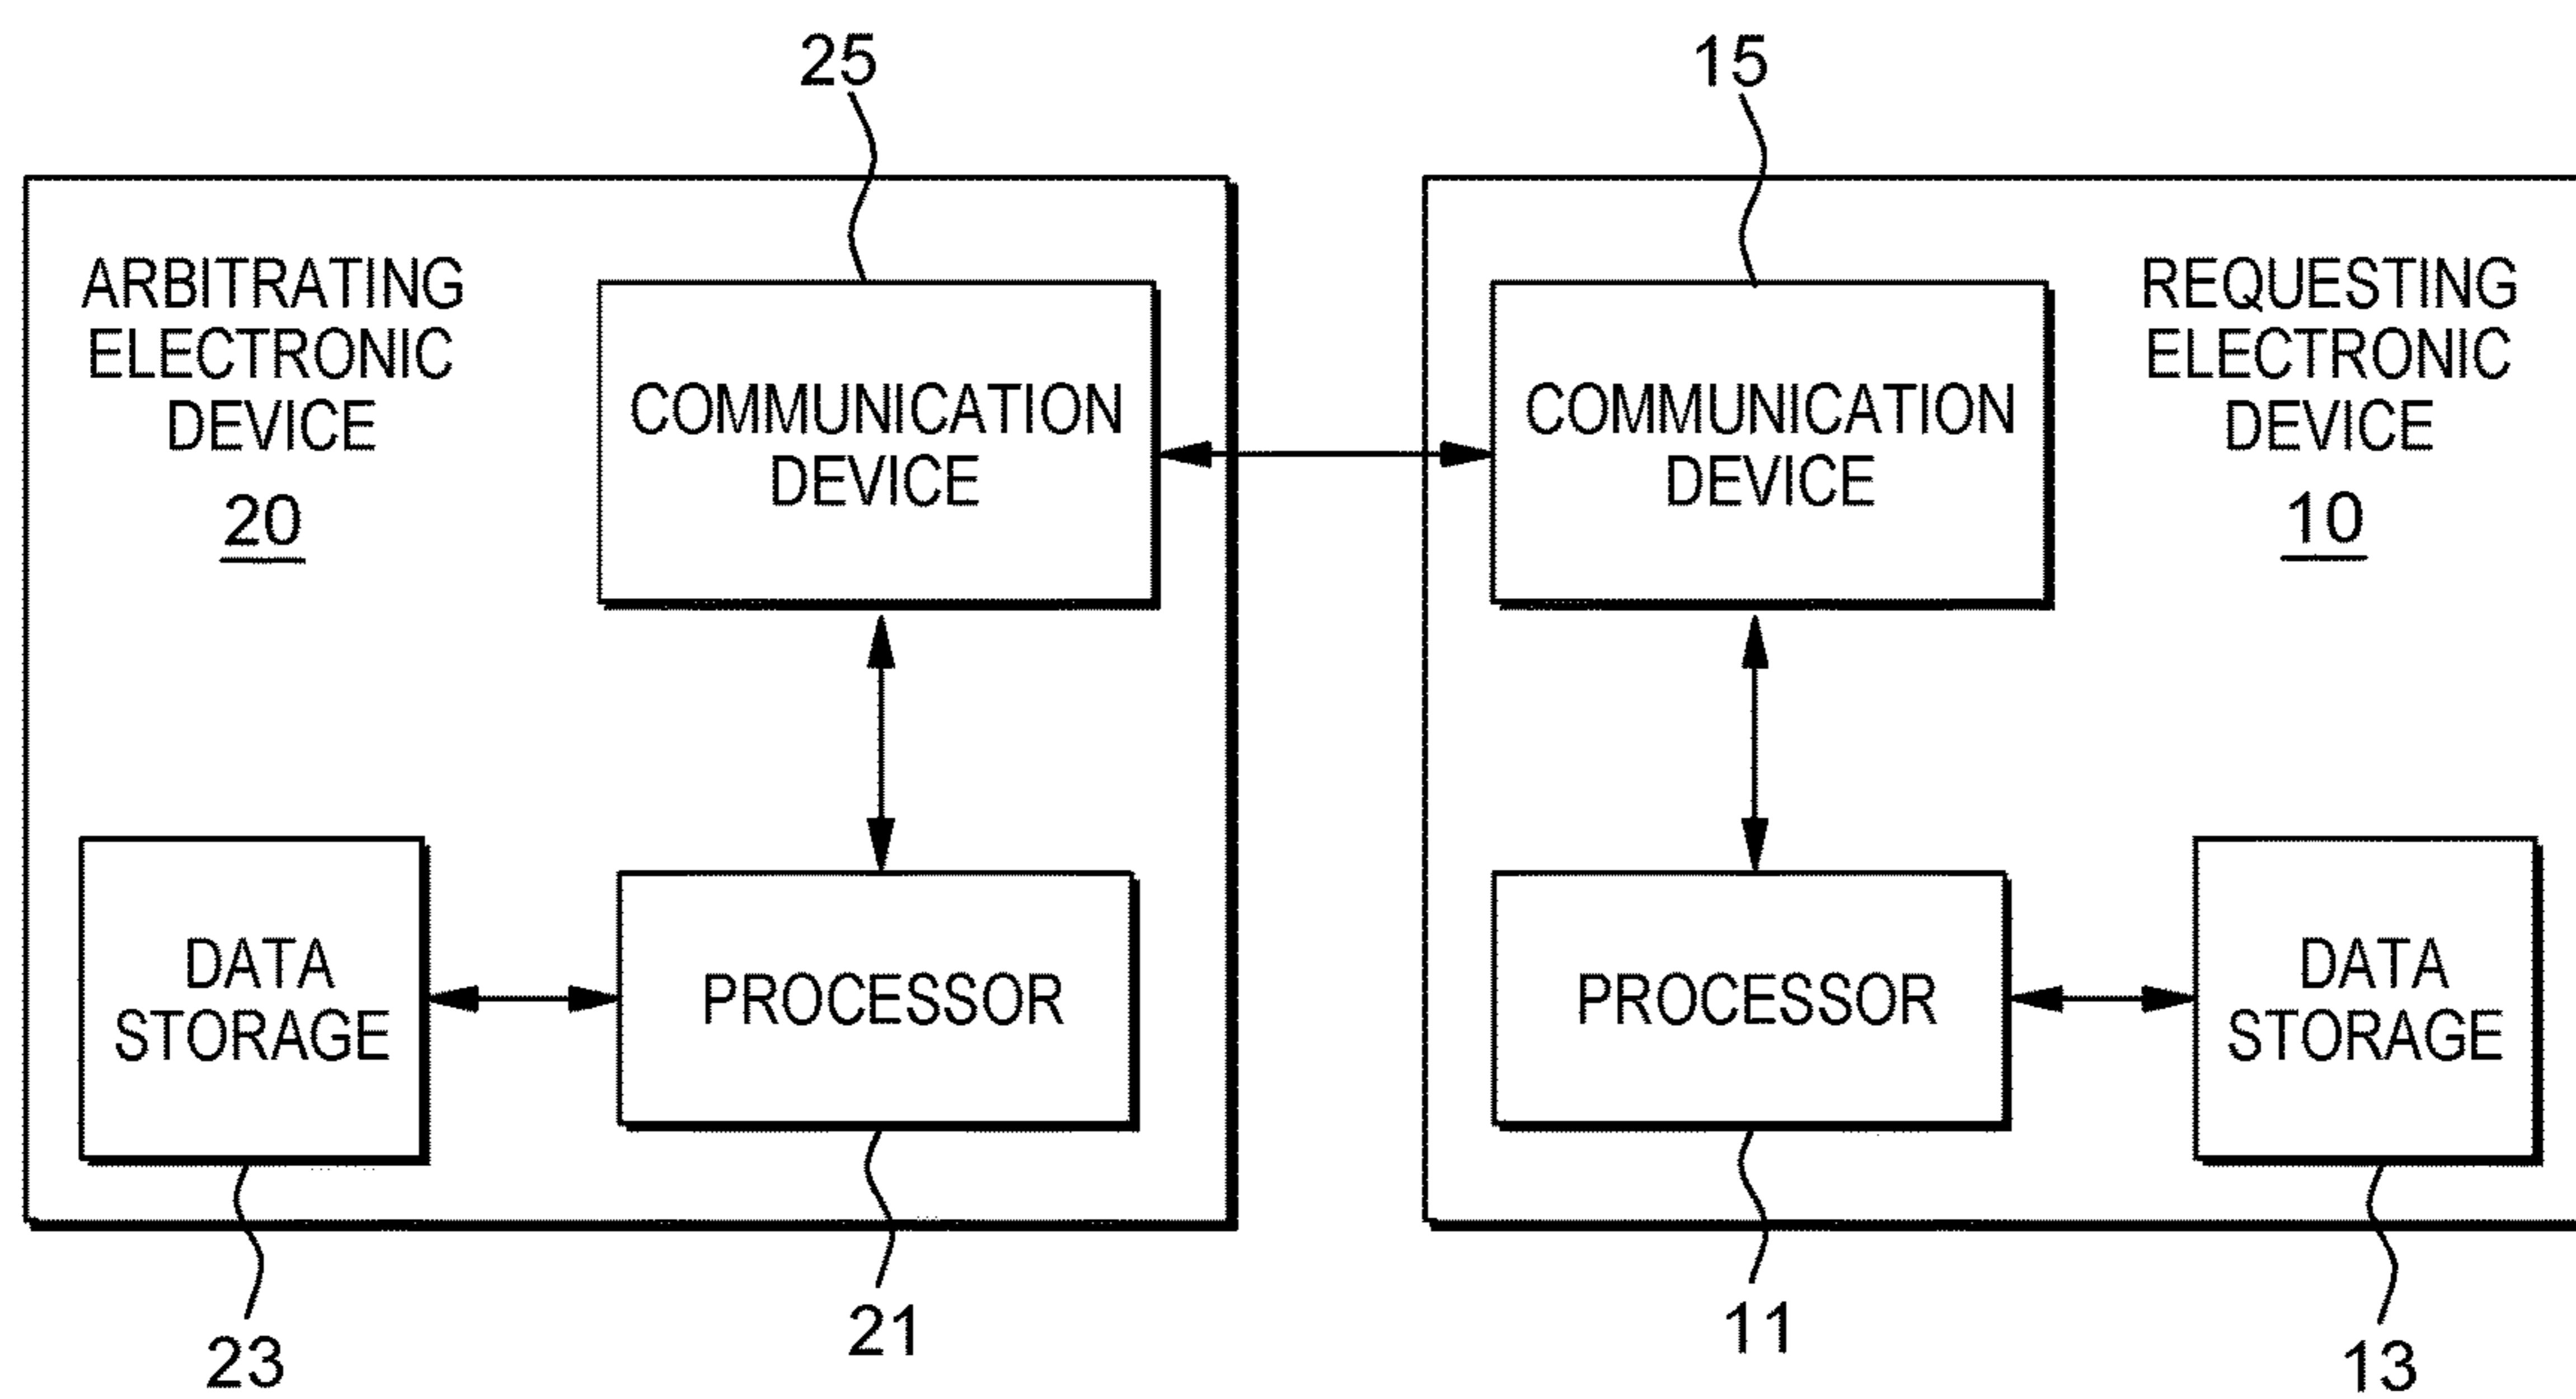 25
15
ARBITRATING
ELECTRONIC
DEVICE
20
COMMUNICATION
DEVICE
COMMUNICATION
DEVICE
REQUESTING
ELECTRONIC
DEVICE
10
DATA
STORAGE
PROCESSOR
PROCESSOR
DATA
STORAGE
23
21
11
13